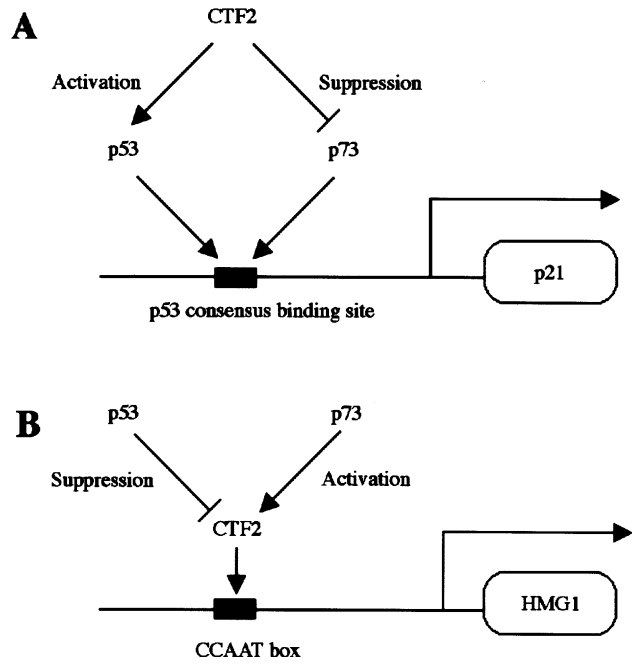 A
CTF2
Activation
Suppression
p53
p73
p21
p53 consensus binding site
B
p53
p73
Suppression
Activation
CTF2
HMG1
CCAAT box